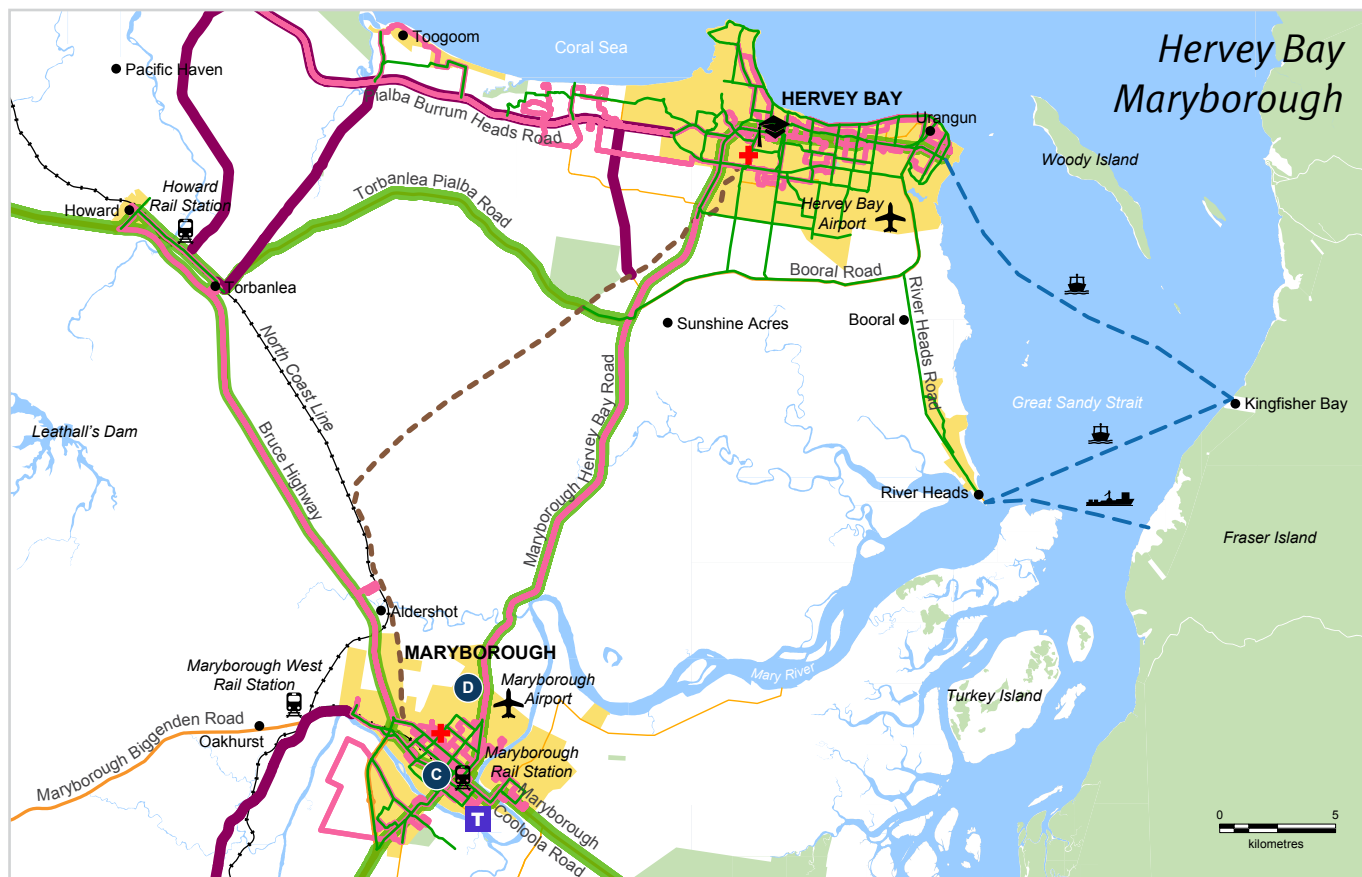 Hervey Bay
Maryborough
Coral Sea
Toogoom
Pacific Haven
HERVEY BAY
Pialba Burrum Heads Road
Urangun
Woody Island
Howard
Rail Station
Howard
Torbanlea Pialba Road
Hervey Bay
Airport
Booral Road
Torbanlea
Sunshine Acres
Booral
River Heads Road
North Coast Line
Maryborough Hervey Bay Road
Great Sandy Strait
Kingfisher Bay
Leathall's Dam
Bruce Highway
River Heads
Fraser Island
Aldershot
MARYBOROUGH
Maryborough West
Rail Station
D
Maryborough
Airport
Mary River
Turkey Island
Oakhurst
Maryborough Biggenden Road
Maryborough
Rail Station
C
T
Maryborough
Cooloola Road
0 5
kilometres